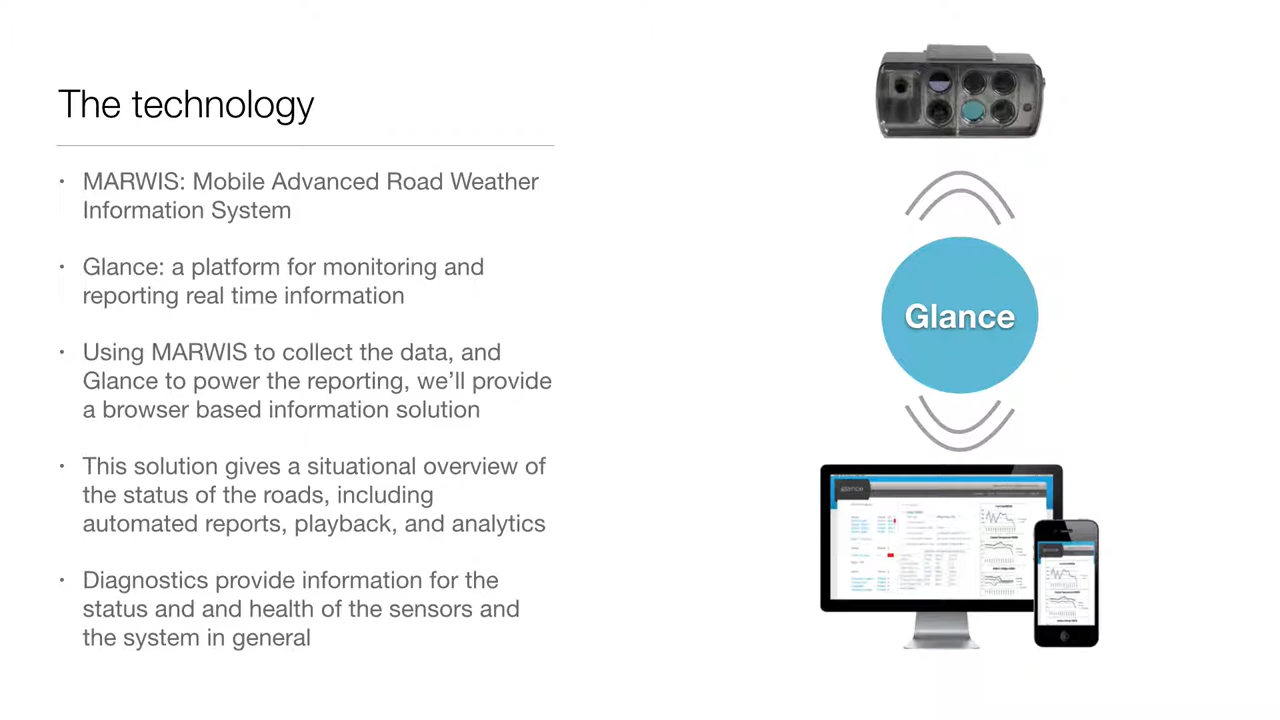 The technology
• MARWIS: Mobile Advanced Road Weather
Information System
• Glance: a platform for monitoring and
reporting real time information
• Using MARWIS to collect the data, and
Glance to power the reporting, we’ll provide
a browser based information solution
• This solution gives a situational overview of
the status of the roads, including
automated reports, playback, and analytics
• Diagnostics provide information for the
status and and health of the sensors and
the system in general
Glance
glance